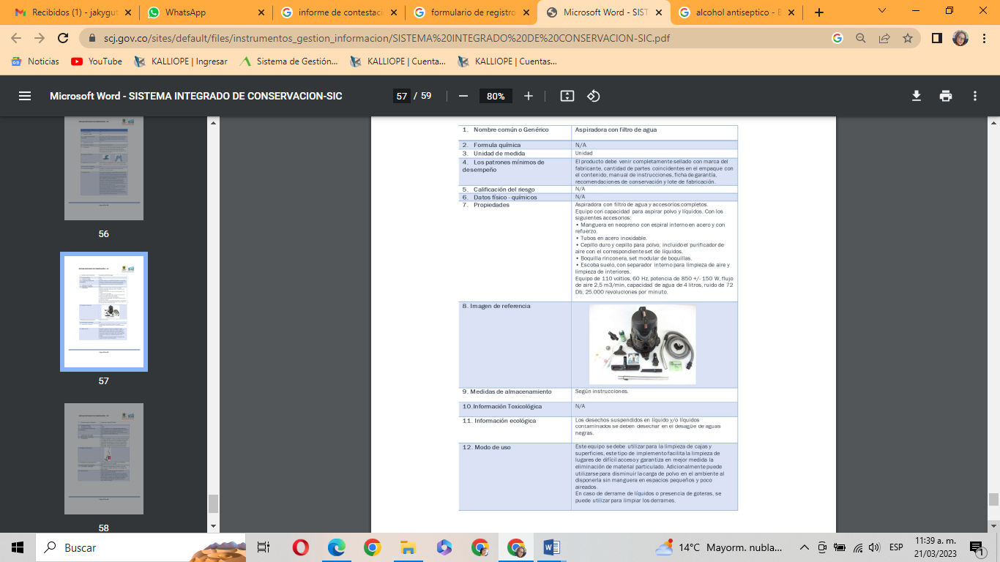 Recibidos (1) - jakygut
WhatsApp
informe de contestaci
formulario de registro
Microsoft Word - SIST
alcohol antiseptico - E
scj.gov.co/sites/default/files/instrumentos_gestion_informacion/SISTEMA%20INTEGRADO%20DE%20CONSERVACION-SIC.pdf
Noticias
YouTube
KALLIOPE | Ingresar
Sistema de Gestión...
KALLIOPE | Cuenta...
KALLIOPE | Cuentas...
Microsoft Word - SISTEMA INTEGRADO DE CONSERVACION-SIC
57 / 59
80%
56
57
58
1. Nombre común o Genérico
Aspiradora con filtro de agua
2. Formula química
N/A
3. Unidad de medida
Unidad
4. Los patrones mínimos de
desempeño
El producto debe venir completamente sellado con marca del
fabricante, cantidad de partes coincidentes en el empaque con
el contenido, manual de instrucciones, ficha de garantía,
recomendaciones de conservación y lote de fabricación.
5. Calificación del riesgo
N/A
6. Datos físico - químicos
N/A
7. Propiedades
Aspiradora con filtro de agua y accesorios completos.
Equipo con capacidad para aspirar polvo y líquidos. Con los
siguientes accesorios:
• Manguera en neopreno con espiral interno en acero y con
refuerzo.
• Tubos en acero inoxidable.
• Cepillo duro y cepillo para polvo, incluido el purificador de
aire con el correspondiente set de líquidos.
• Boquilla rinconera, set modular de boquillas.
• Escoba suelo, con separador interno para limpieza de aire y
limpieza de interiores.
Equipo de 110 voltios, 60 Hz, potencia de 850 +/- 150 W, flujo
de aire 2,5 m3/min, capacidad de agua de 4 litros, ruido de 72
Db, 25.000 revoluciones por minuto.
8. Imagen de referencia
9. Medidas de almacenamiento
Según instrucciones.
10.Información Toxicológica
N/A
11. Información ecológica
Los desechos suspendidos en líquido y/o líquidos
contaminados se deben desechar en el desagüe de aguas
negras.
12. Modo de uso
Este equipo se debe utilizar para la limpieza de cajas y
superficies, este tipo de implemento facilita la limpieza de
lugares de difícil acceso y garantiza en mejor medida la
eliminación de material particulado. Adicionalmente puede
utilizarse para disminuir la carga de polvo en el ambiente al
disponerla sin manguera en espacios pequeños y poco
aireados.
En caso de derrame de líquidos o presencia de goteras, se
puede utilizar para limpiar los derrames.
Buscar
14°C Mayorm. nubla...
ESP
11:39 a. m.
21/03/2023
1